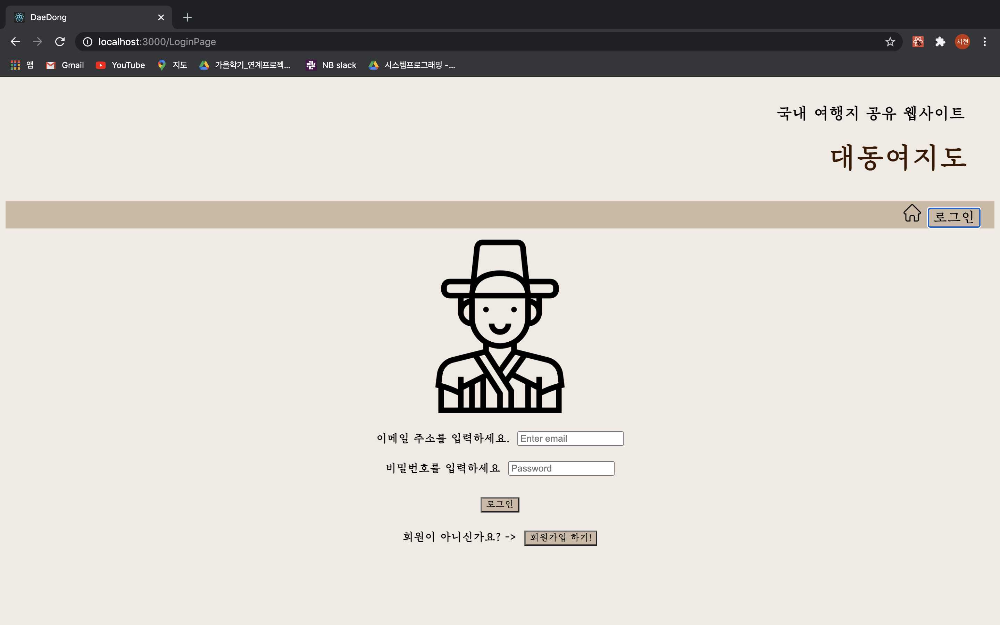 DaeDong
localhost:3000/LoginPage
서현
앱 Gmail YouTube 지도 가을학기_연계프로젝... NB slack 시스템프로그래밍 -...
국내 여행지 공유 웹사이트
대동여지도
로그인
이메일 주소를 입력하세요. Enter email
비밀번호를 입력하세요 Password
로그인
회원이 아니신가요? -> 회원가입 하기!